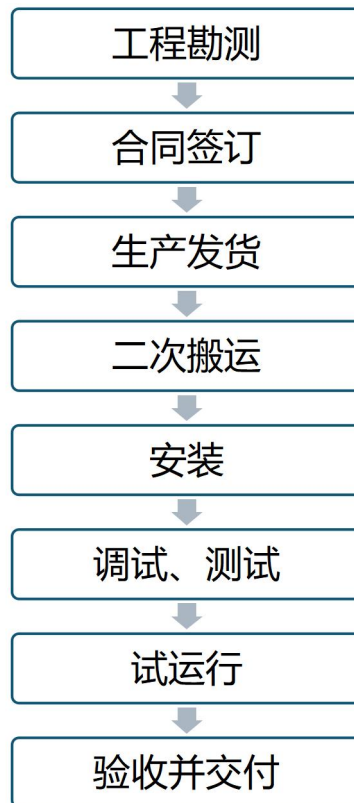 工程勘测
合同签订
生产发货
二次搬运
安装
调试、测试
试运行
验收并交付